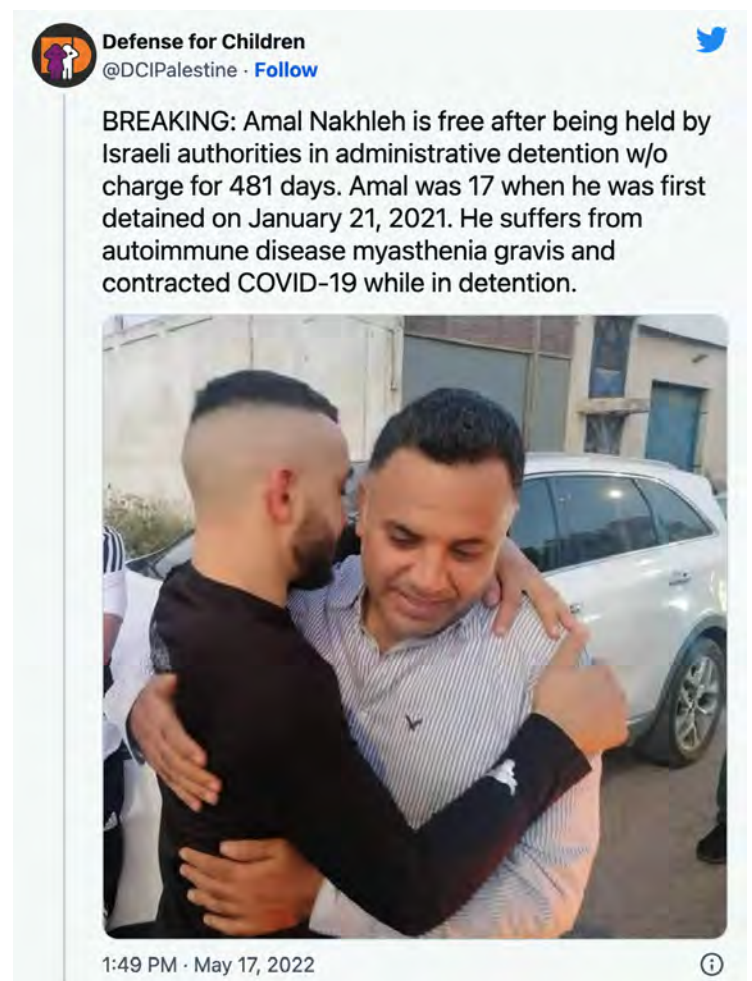 Defense for Children
@DCIPalestine · Follow
BREAKING: Amal Nakhleh is free after being held by
Israeli authorities in administrative detention w/o
charge for 481 days. Amal was 17 when he was first
detained on January 21, 2021. He suffers from
autoimmune disease myasthenia gravis and
contracted COVID-19 while in detention.
1:49 PM · May 17, 2022